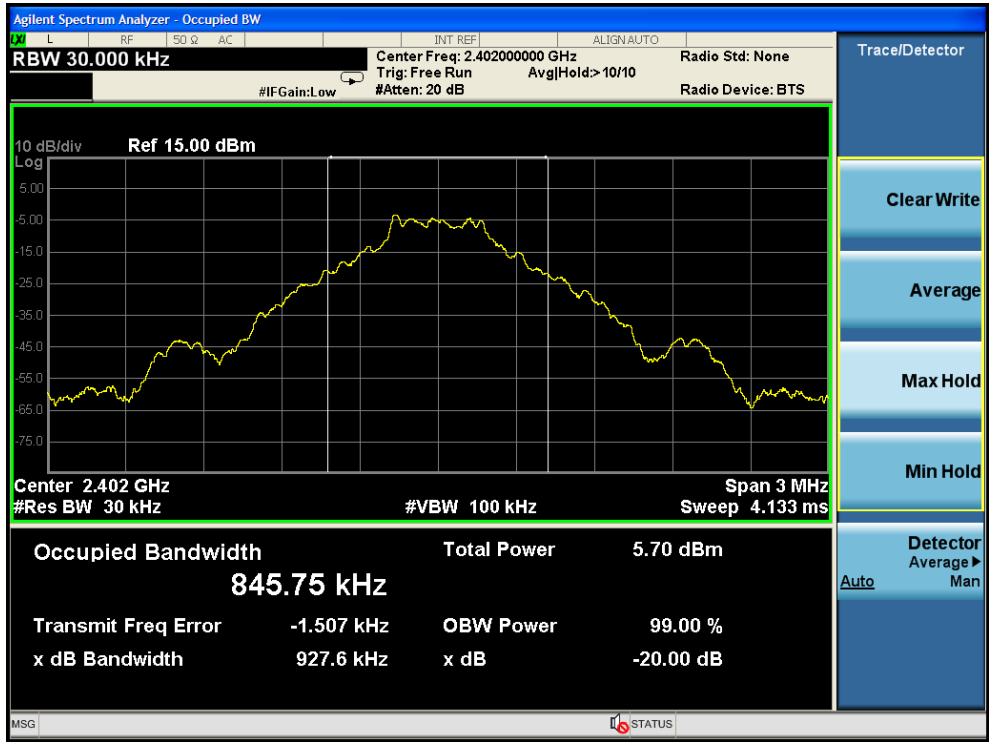 Agilent Spectrum Analyzer - Occupied BW
LXI L RF 50 Ω AC INT REF ALIGN AUTO
RBW 30.000 kHz
Center Freq: 2.402000000 GHz
Radio Std: None
Trig: Free Run Avg|Hold:>10/10
#IFGain:Low
#Atten: 20 dB
Radio Device: BTS
10 dB/div Ref 15.00 dBm
Log
5.00
-5.00
-15.0
-25.0
-35.0
-45.0
-55.0
-65.0
-75.0
Center 2.402 GHz
Span 3 MHz
#Res BW 30 kHz
#VBW 100 kHz
Sweep 4.133 ms
Occupied Bandwidth
Total Power 5.70 dBm
845.75 kHz
Transmit Freq Error -1.507 kHz
OBW Power 99.00 %
x dB Bandwidth 927.6 kHz
x dB -20.00 dB
MSG
STATUS
Trace/Detector
Clear Write
Average
Max Hold
Min Hold
Detector
Average
Auto Man